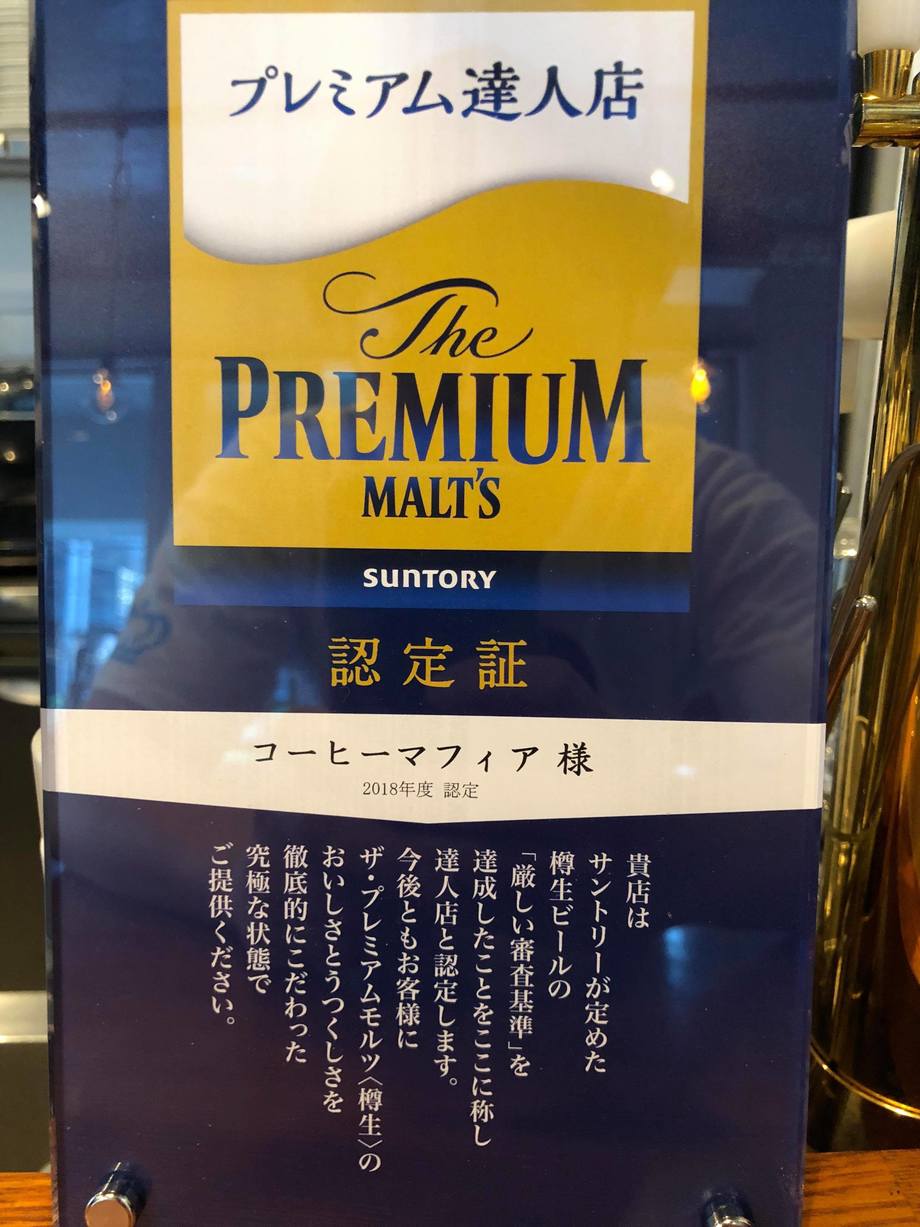 プレミアム達人店
The
PREMIUM
MALT'S
SUNTORY
認定証
コーヒーマフィア 様
2018年度 認定
貴店は
サントリーが定めた
樽生ビールの
「厳しい審査基準」を
達成したことをここに称し
達人店と認定します。
今後ともお客様に
ザ・プレミアムモルツ〈樽生〉の
おいしさとうつくしさを
徹底的にこだわった
究極な状態で
ご提供ください。